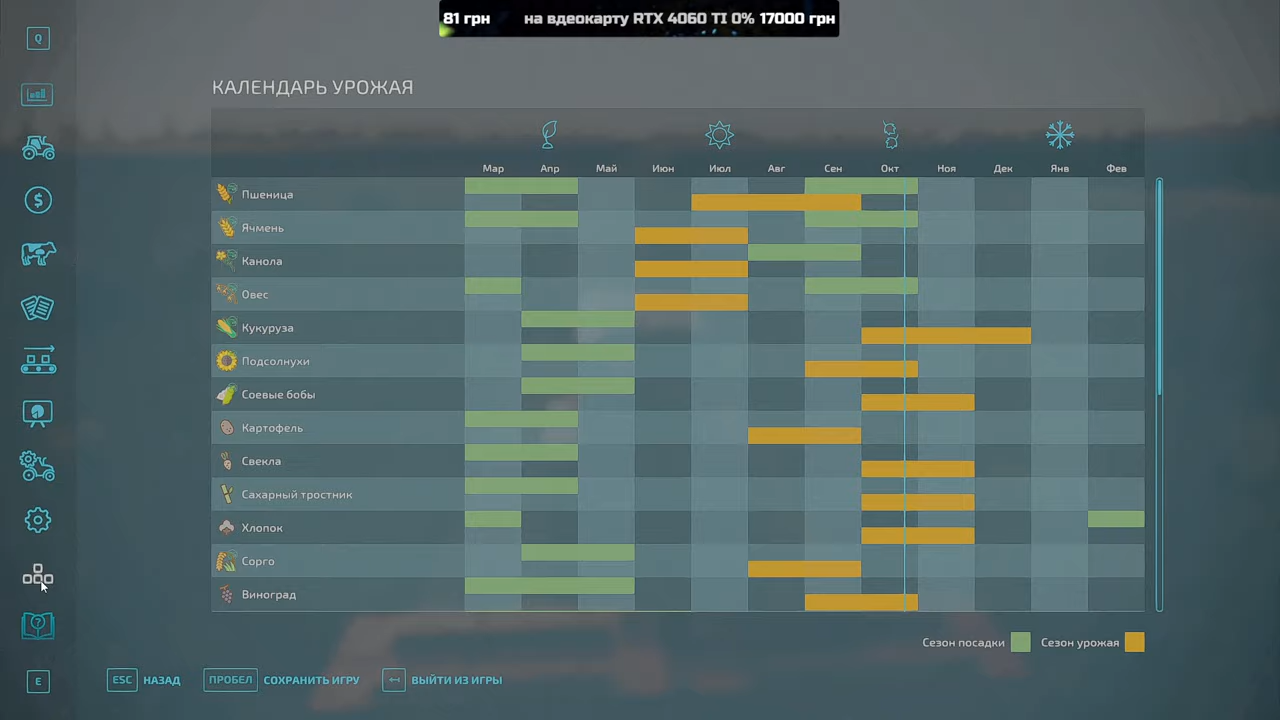 81 грн на вдеокарту RTX 4060 TI 0% 17000 грн
Q
КАЛЕНДАРЬ УРОЖАЯ
Мар Апр Май Июн Июл Авг Сен Окт Ноя Дек Янв Фев
Пшеница
Ячмень
Канола
Овес
Кукуруза
Подсолнухи
Соевые бобы
Картофель
Свекла
Сахарный тростник
Хлопок
Сорго
Виноград
Сезон посадки Сезон урожая
E
ESC НАЗАД ПРОБЕЛ СОХРАНИТЬ ИГРУ ВЫЙТИ ИЗ ИГРЫ